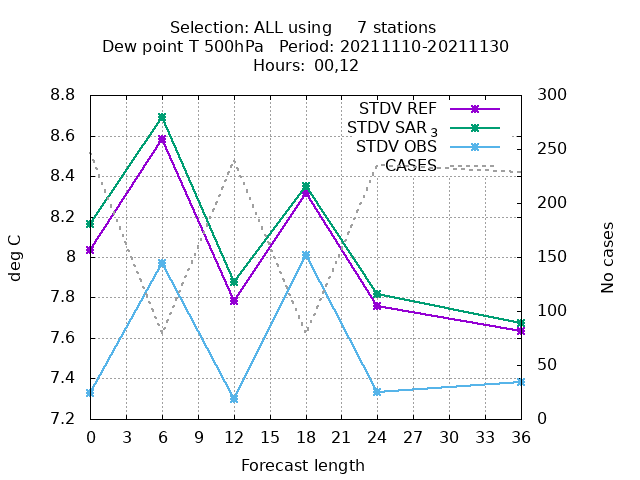 Selection: ALL using     7 stations
Dew point T 500hPa   Period: 20211110-20211130
Hours:  00,12
STDV REF
STDV SAR 3
STDV OBS
CASES
8.8
8.6
8.4
8.2
8
7.8
7.6
7.4
7.2
deg C
300
250
200
150
100
50
0
No cases
0 3 6 9 12 15 18 21 24 27 30 33 36
Forecast length